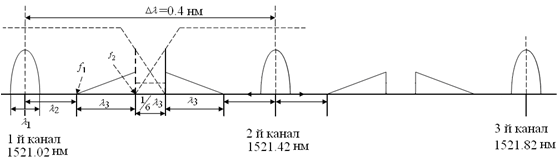 Δλ=0.4 нм
f₁
f₂
λ₁
λ₂
λ₃
1/6 λ₃
λ₃
1 й канал
1521.02 нм
2 й канал
1521.42 нм
3 й канал
1521.82 нм